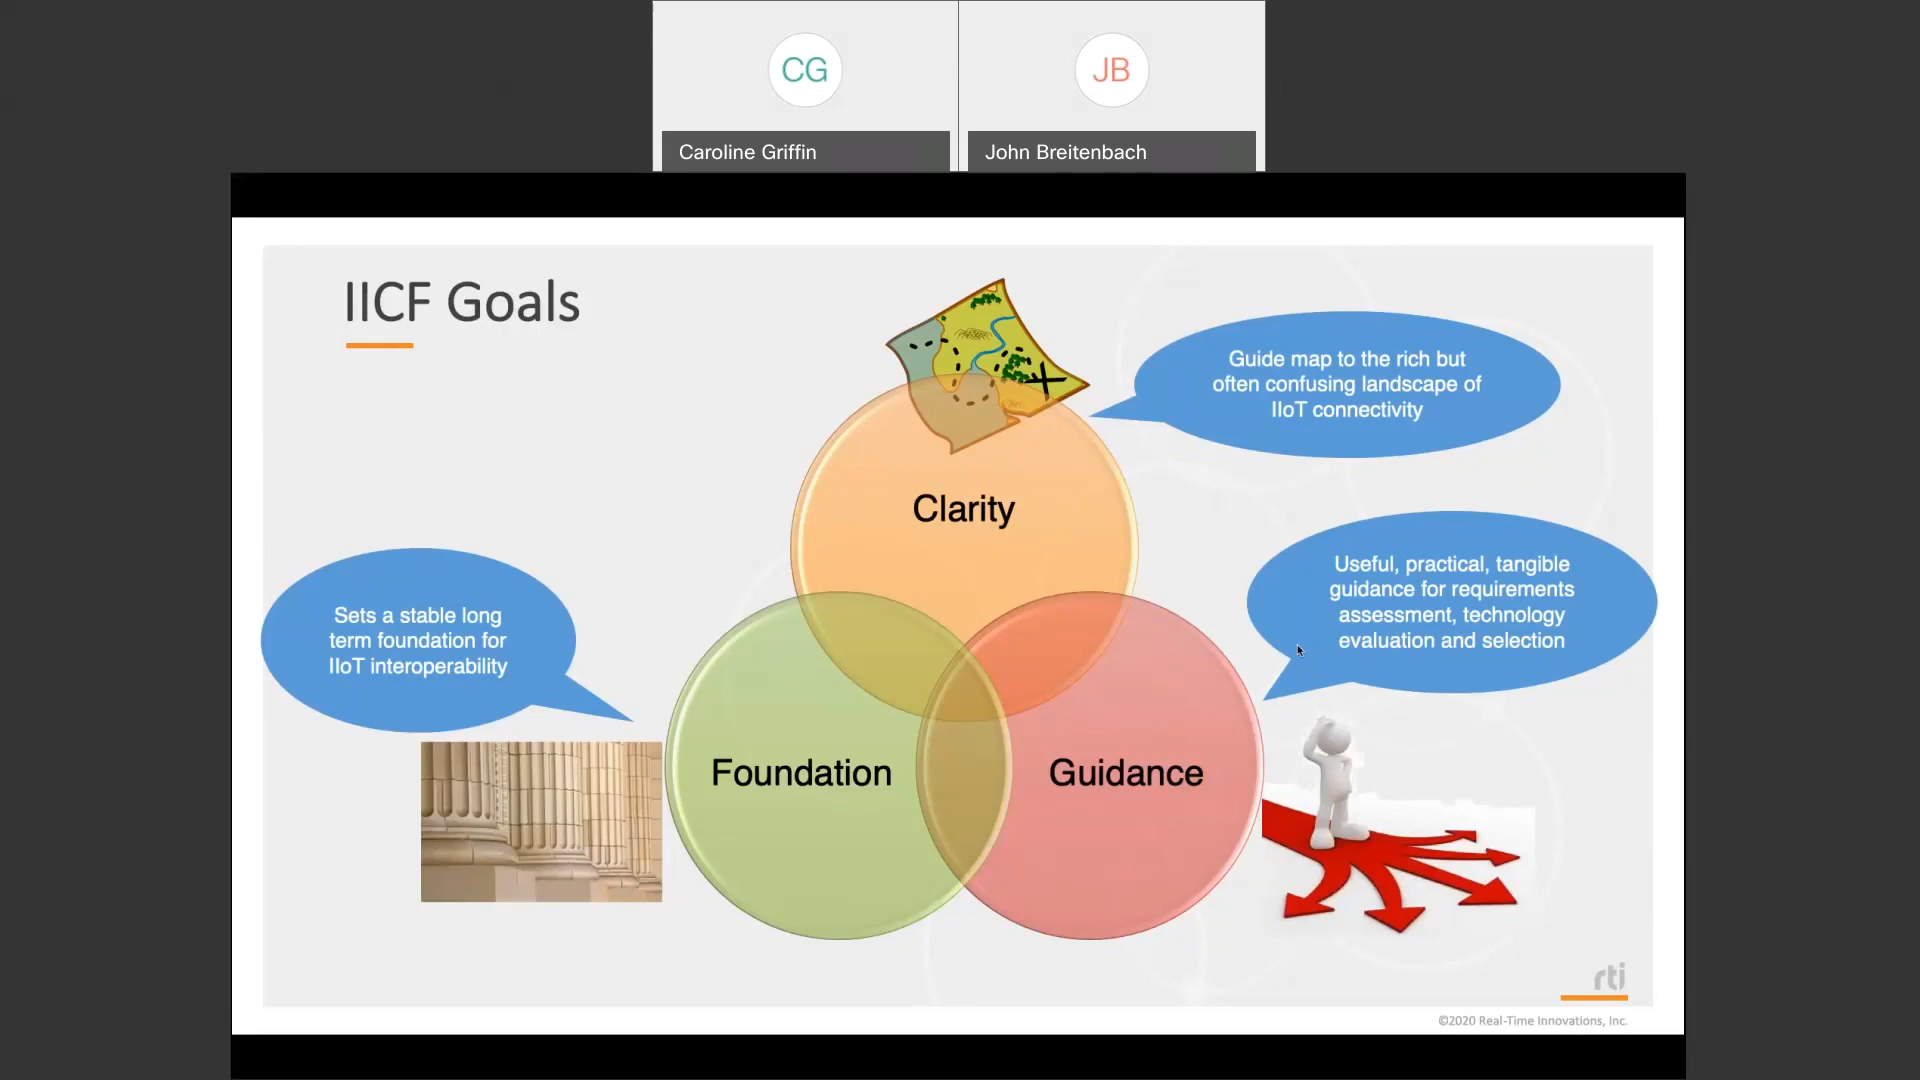 CG
JB
Caroline Griffin
John Breitenbach
IICF Goals
Guide map to the rich but
often confusing landscape of
IIoT connectivity
Clarity
Useful, practical, tangible
guidance for requirements
assessment, technology
evaluation and selection
Sets a stable long
term foundation for
IIoT interoperability
Foundation
Guidance
rti
©2020 Real-Time Innovations, Inc.